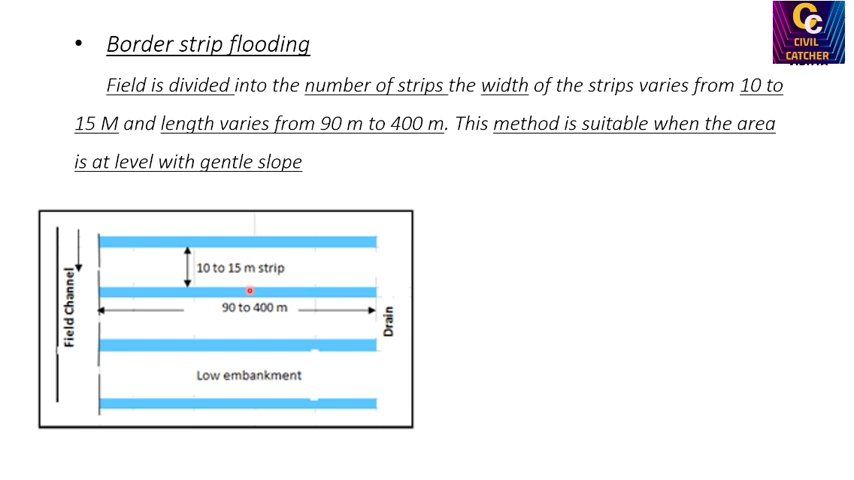 • Border strip flooding
Field is divided into the number of strips the width of the strips varies from 10 to
15 M and length varies from 90 m to 400 m. This method is suitable when the area
is at level with gentle slope
CIVIL
CATCHER
Field Channel
10 to 15 m strip
90 to 400 m
Drain
Low embankment